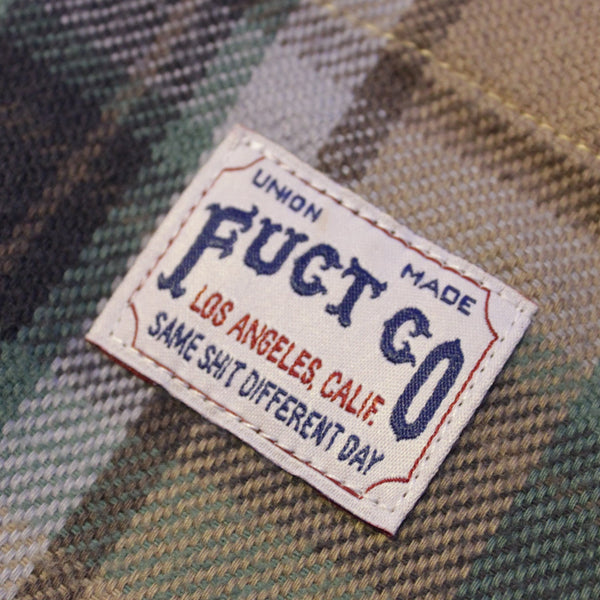 UNION MADE
FUCT CO
LOS ANGELES, CALIF.
SAME SHIT DIFFERENT DAY